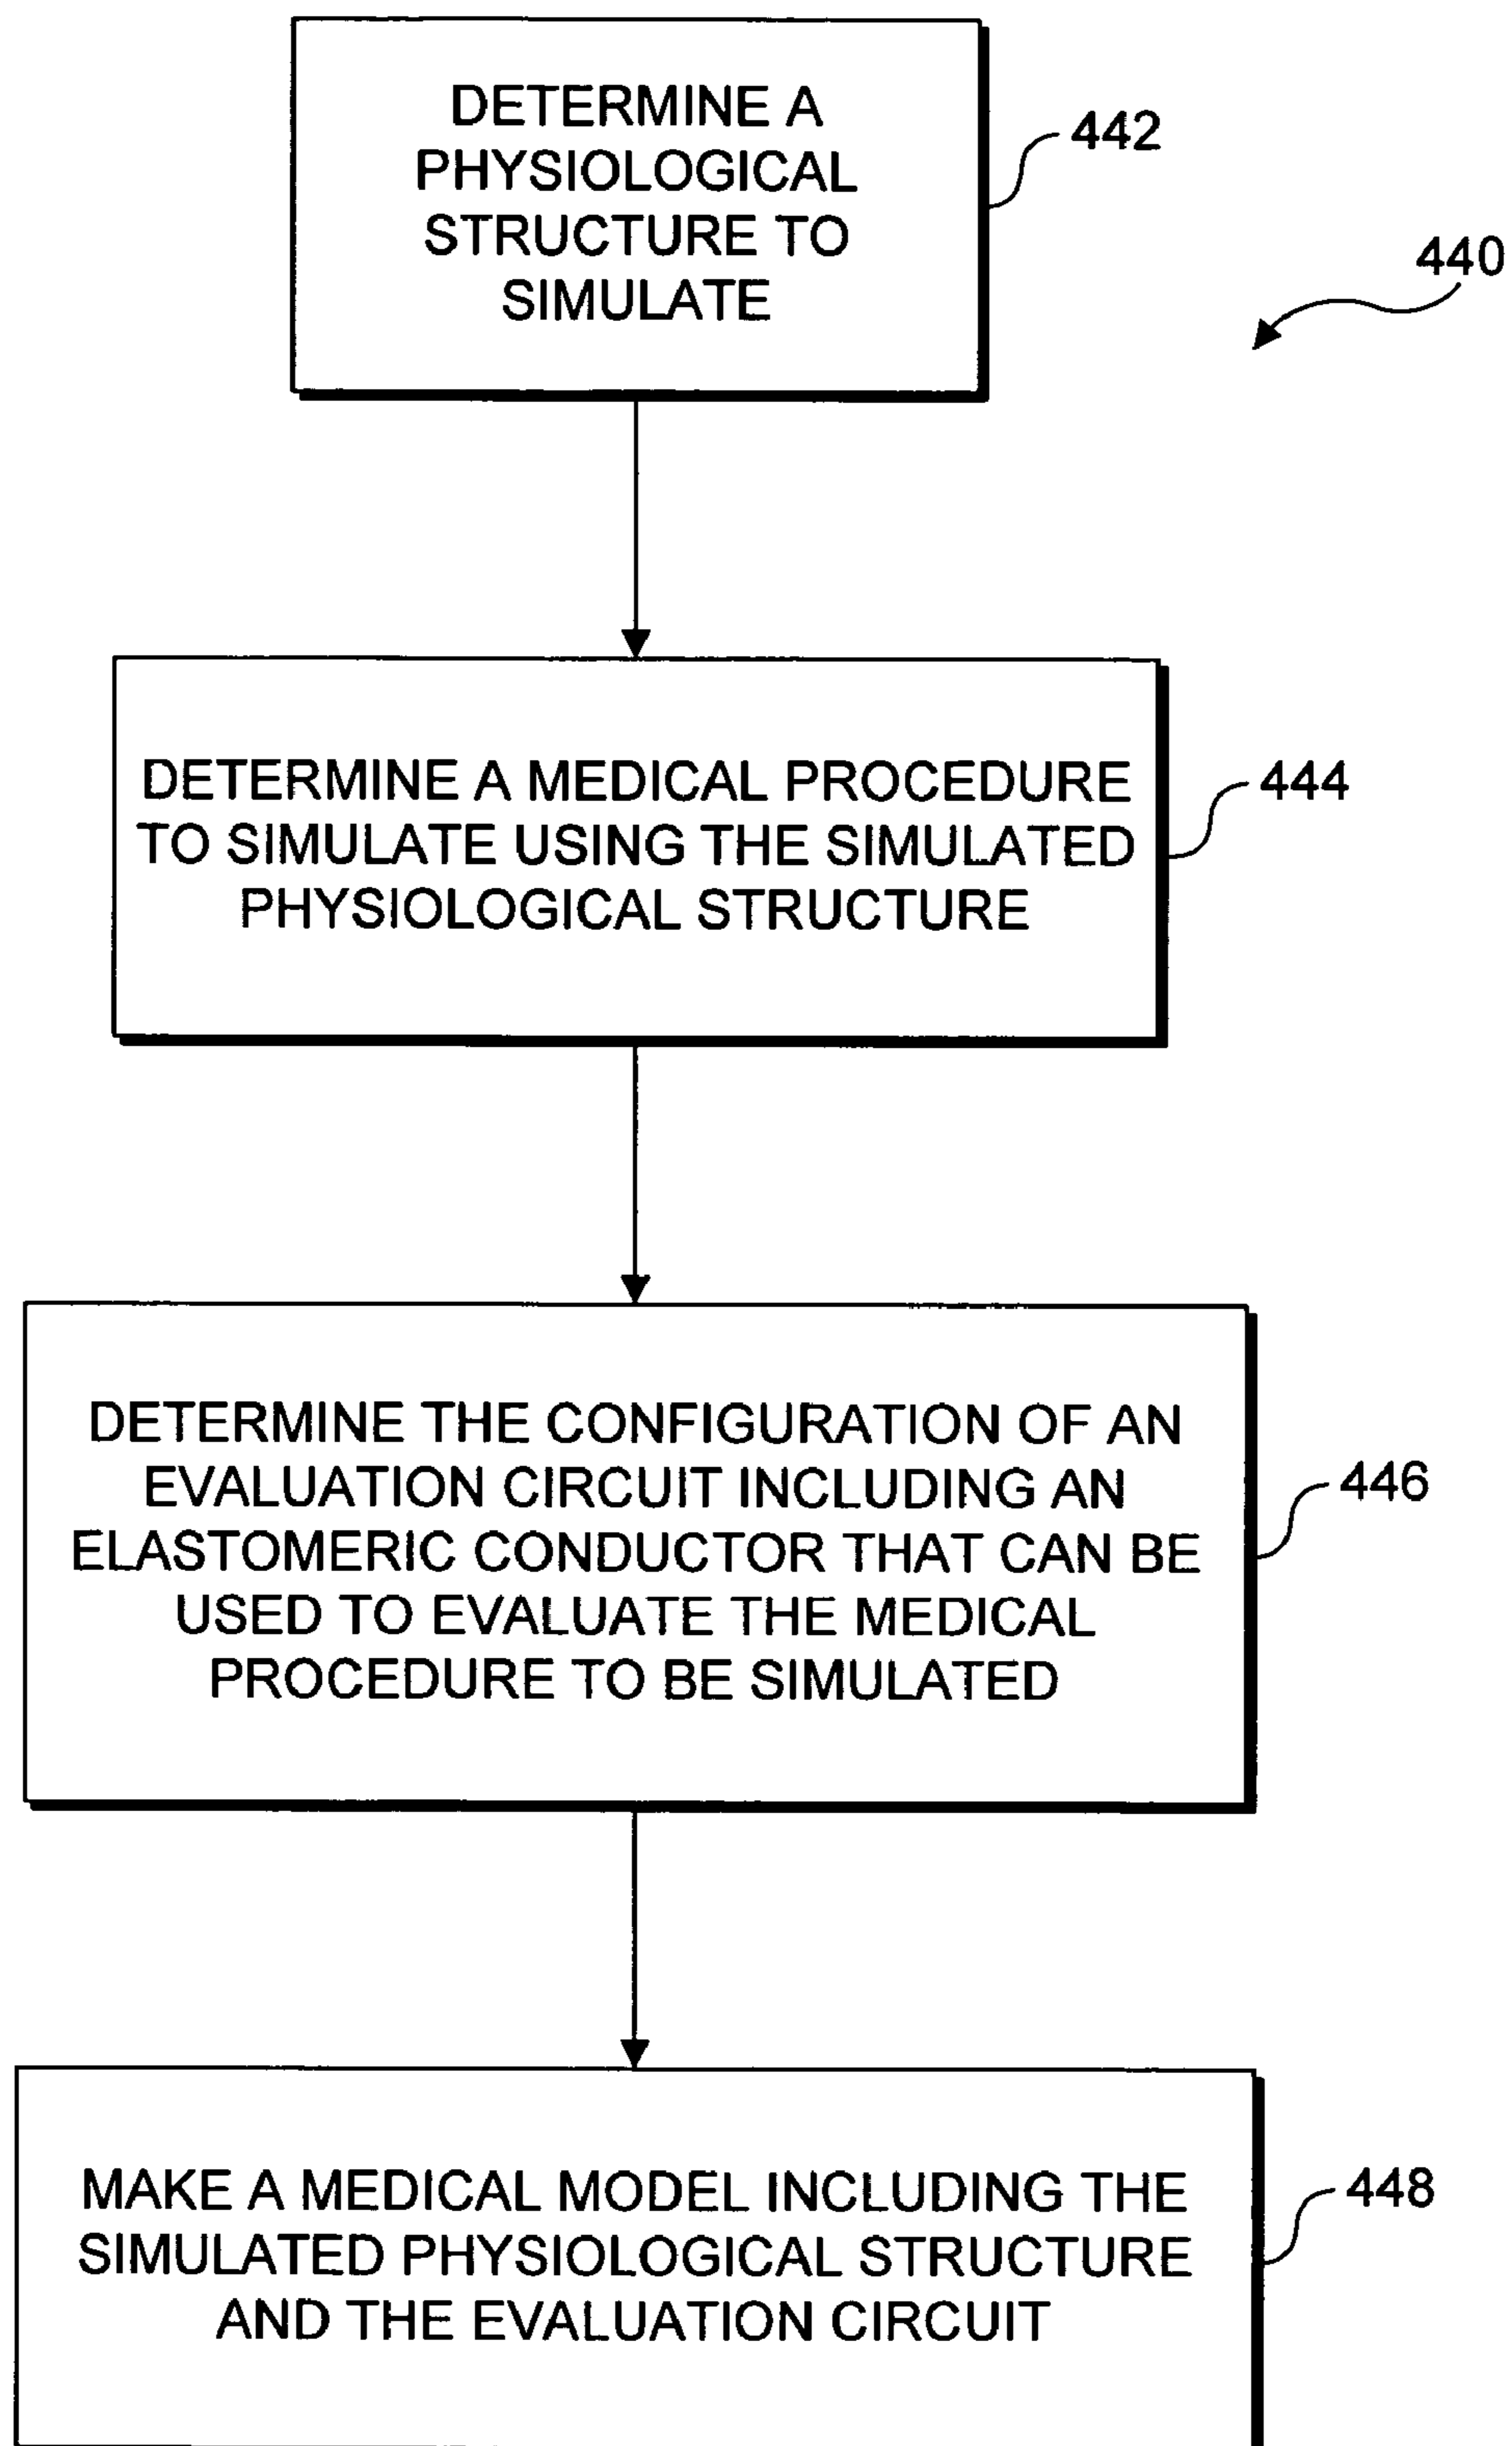 DETERMINE A
PHYSIOLOGICAL
STRUCTURE TO
SIMULATE
442
440
DETERMINE A MEDICAL PROCEDURE
TO SIMULATE USING THE SIMULATED
PHYSIOLOGICAL STRUCTURE
444
DETERMINE THE CONFIGURATION OF AN
EVALUATION CIRCUIT INCLUDING AN
ELASTOMERIC CONDUCTOR THAT CAN BE
USED TO EVALUATE THE MEDICAL
PROCEDURE TO BE SIMULATED
446
MAKE A MEDICAL MODEL INCLUDING THE
SIMULATED PHYSIOLOGICAL STRUCTURE
AND THE EVALUATION CIRCUIT
448